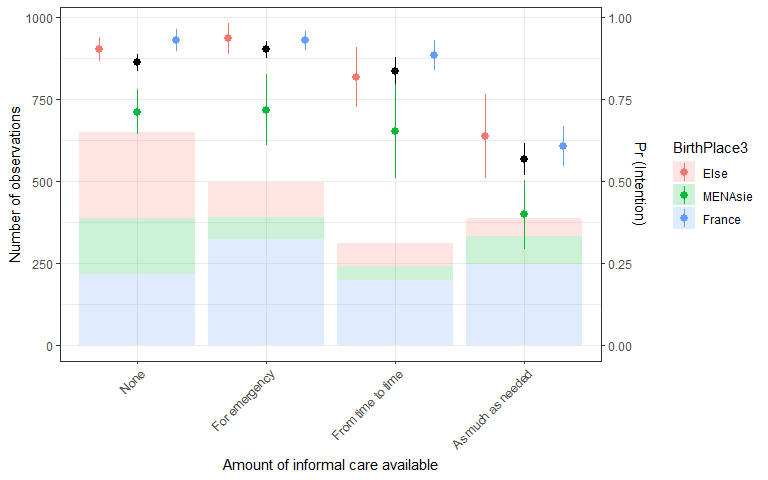 1000
750
500
250
0
Number of observations
1.00
0.75
0.50
0.25
0.00
Pr (Intention)
None
For emergency
From time to time
As much as needed
Amount of informal care available
BirthPlace3
Else
MENAsie
France